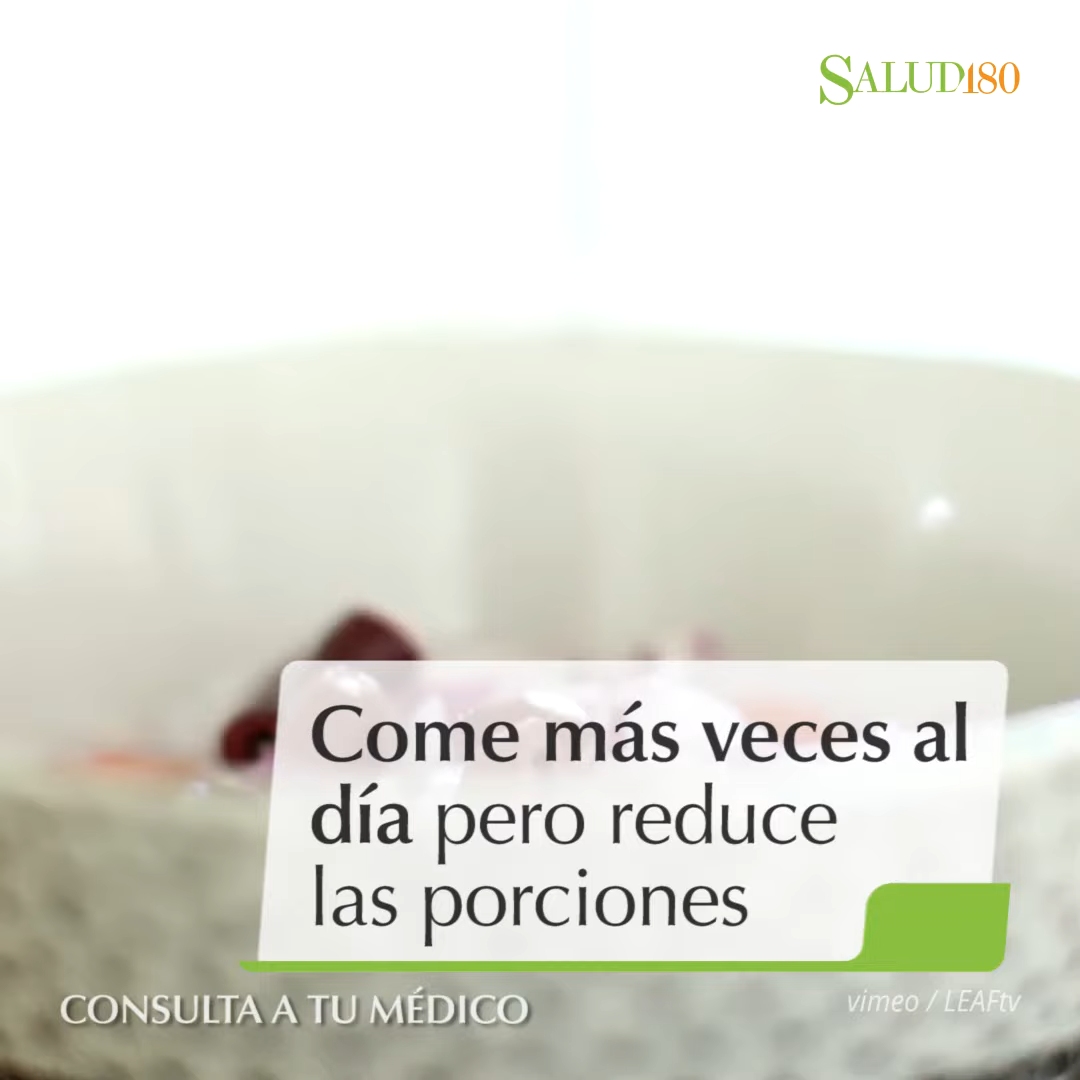 SALUD180
Come más veces al
día pero reduce
las porciones
CONSULTA A TU MÉDICO
vimeo / LEAFtv